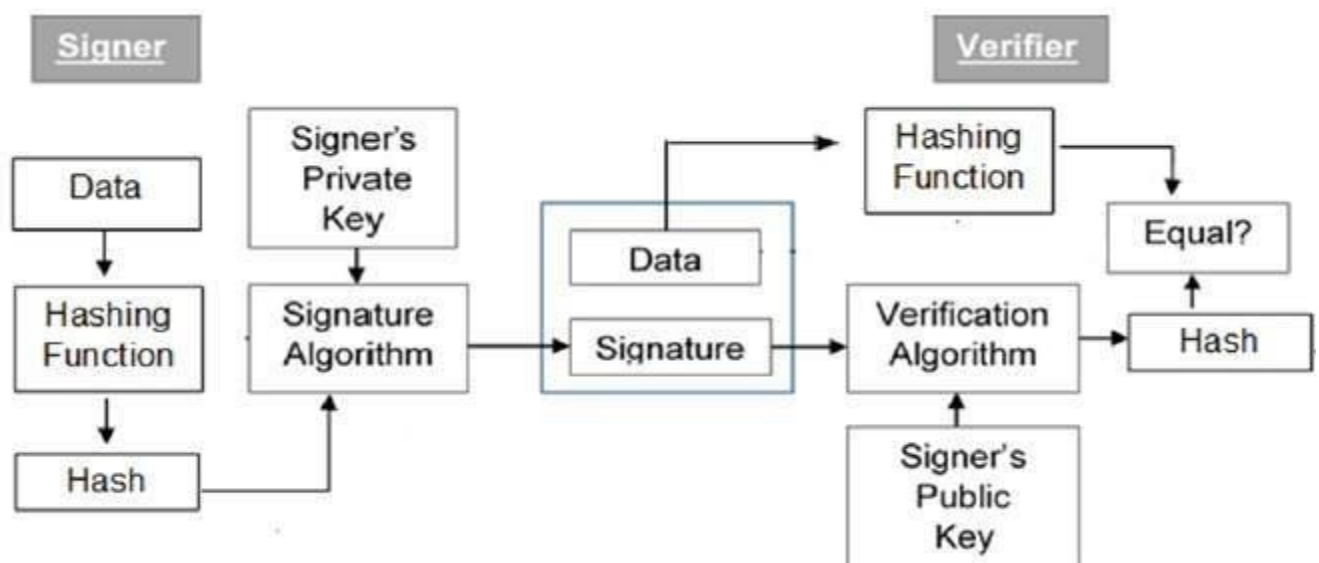 Signer
Verifier
Data
Hashing
Function
Hash
Signer's
Private
Key
Signature
Algorithm
Data
Signature
Hashing
Function
Equal?
Verification
Algorithm
Hash
Signer's
Public
Key